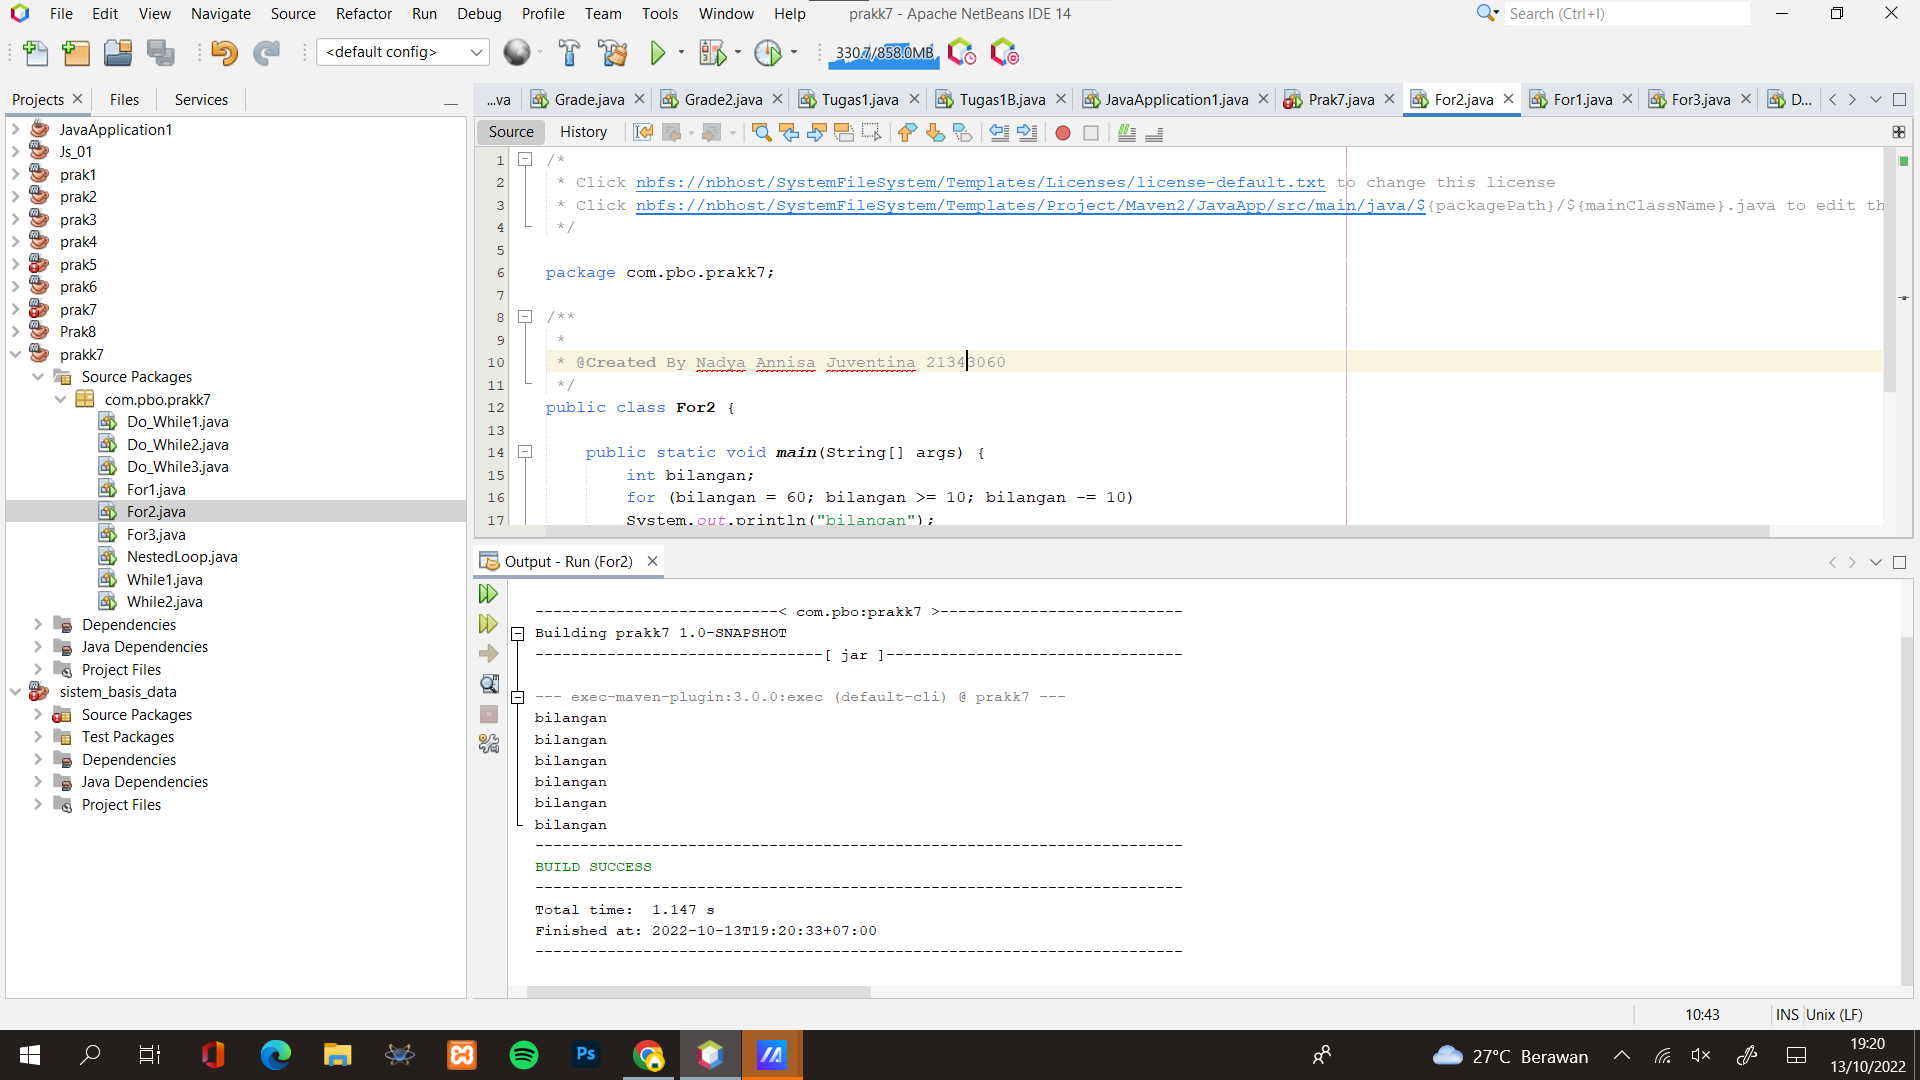 File Edit View Navigate Source Refactor Run Debug Profile Team Tools Window Help prakk7 - Apache NetBeans IDE 14 Search (Ctrl+I)
<default config> 330.7/858.0MB
Projects Files Services
...va Grade.java Grade2.java Tugas1.java Tugas1B.java JavaApplication1.java Prak7.java For2.java For1.java For3.java D...
Source History
JavaApplication1
Js_01
prak1
prak2
prak3
prak4
prak5
prak6
prak7
Prak8
prakk7
Source Packages
com.pbo.prakk7
Do_While1.java
Do_While2.java
Do_While3.java
For1.java
For2.java
For3.java
NestedLoop.java
While1.java
While2.java
Dependencies
Java Dependencies
Project Files
sistem_basis_data
Source Packages
Test Packages
Dependencies
Java Dependencies
Project Files
1 /*
2 * Click nbfs://nbhost/SystemFileSystem/Templates/Licenses/license-default.txt to change this license
3 * Click nbfs://nbhost/SystemFileSystem/Templates/Project/Maven2/JavaApp/src/main/java/${packagePath}/${mainClassName}.java to edit th
4 */
5
6 package com.pbo.prakk7;
7
8 /**
9 *
10 * @Created By Nadya Annisa Juventina 21343060
11 */
12 public class For2 {
13
14 public static void main(String[] args) {
15 int bilangan;
16 for (bilangan = 60; bilangan >= 10; bilangan -= 10)
17 System.out.println("bilangan");
Output - Run (For2)
---------------------------< com.pbo:prakk7 >---------------------------
Building prakk7 1.0-SNAPSHOT
--------------------------------[ jar ]---------------------------------
--- exec-maven-plugin:3.0.0:exec (default-cli) @ prakk7 ---
bilangan
bilangan
bilangan
bilangan
bilangan
bilangan
------------------------------------------------------------------------
BUILD SUCCESS
------------------------------------------------------------------------
Total time: 1.147 s
Finished at: 2022-10-13T19:20:33+07:00
------------------------------------------------------------------------
10:43 INS Unix (LF)
Ps 27°C Berawan 19:20
13/10/2022